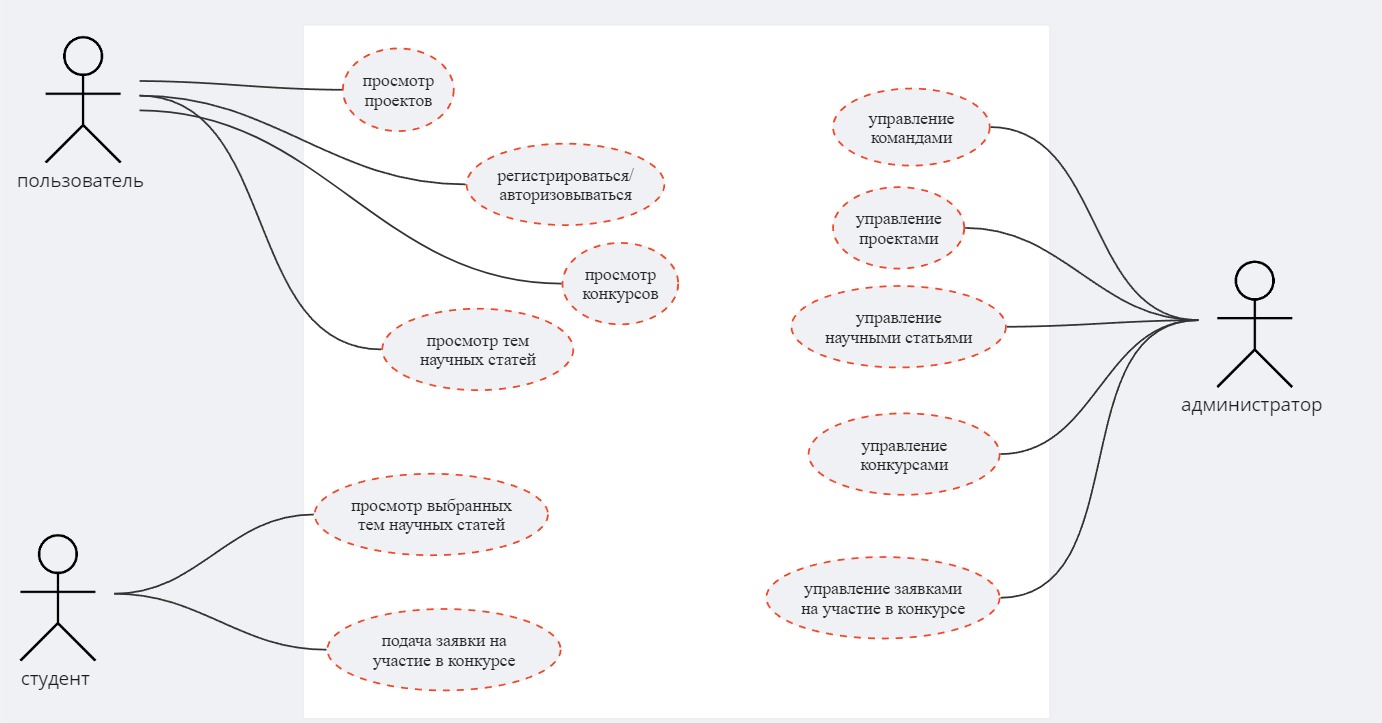 просмотр
проектов
пользователь
регистрироваться/
авторизовываться
просмотр
конкурсов
просмотр тем
научных статей
просмотр выбранных
тем научных статей
подача заявки на
участие в конкурсе
студент
управление
командами
управление
проектами
управление
научными статьями
управление
конкурсами
управление заявками
на участие в конкурсе
администратор